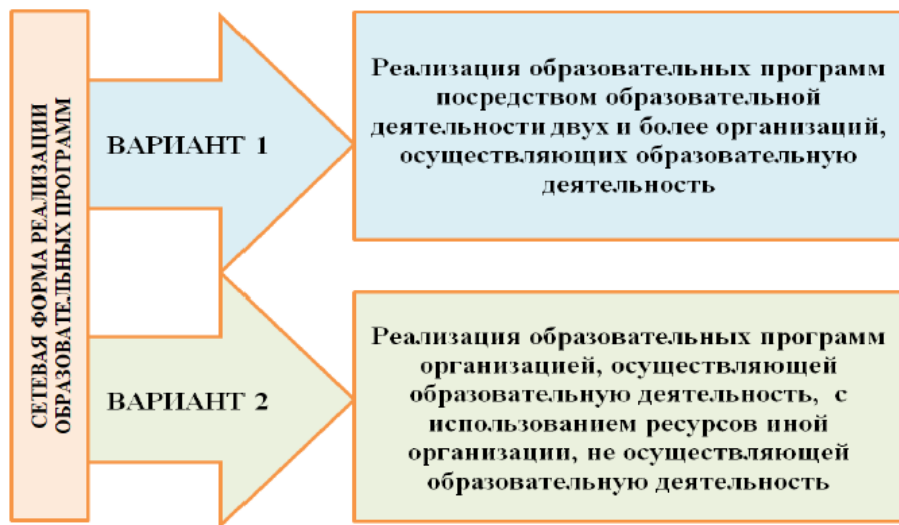 СЕТЕВАЯ ФОРМА РЕАЛИЗАЦИИ
ОБРАЗОВАТЕЛЬНЫХ ПРОГРАММ
ВАРИАНТ 1
Реализация образовательных программ
посредством образовательной
деятельности двух и более организаций,
осуществляющих образовательную
деятельность
ВАРИАНТ 2
Реализация образовательных программ
организацией, осуществляющей
образовательную деятельность, с
использованием ресурсов иной
организации, не осуществляющей
образовательную деятельность